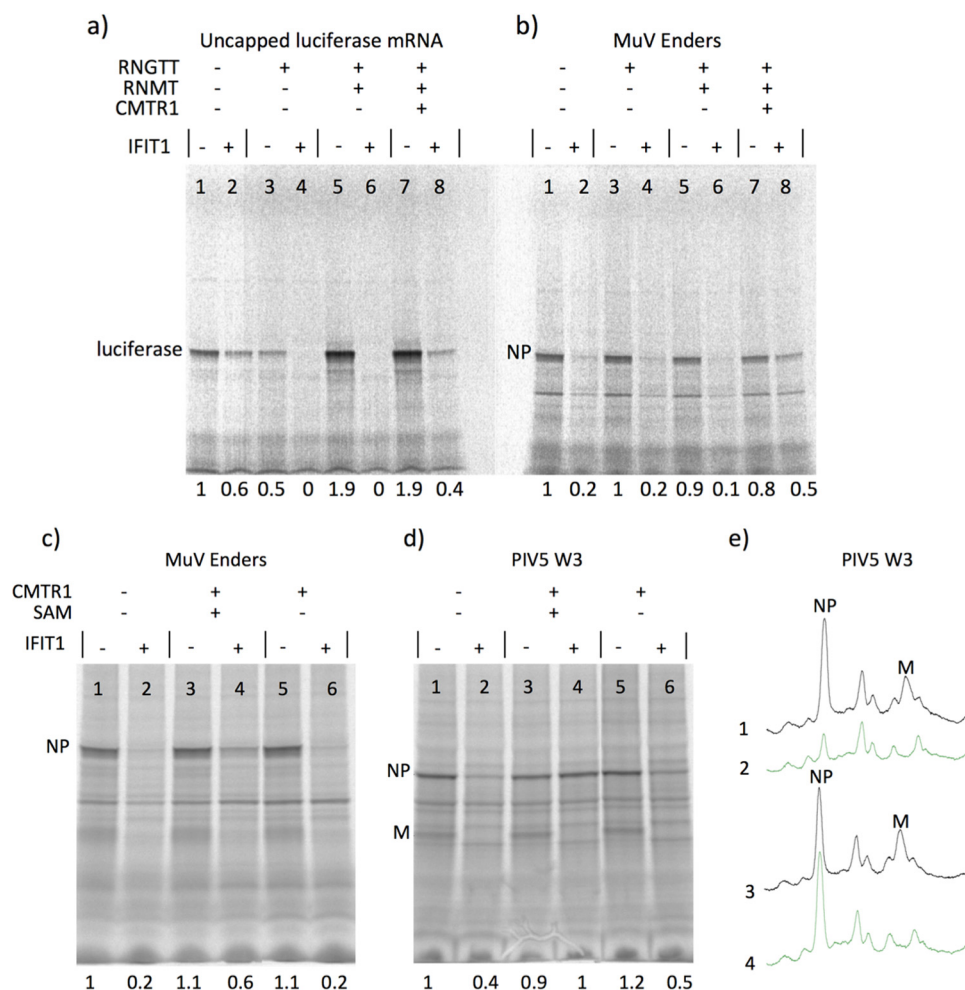 a)
Uncapped luciferase mRNA
RNGTT - + + +
RNMT - - + +
CMTR1 - - - +
IFIT1 - + - + - + - +
1 2 3 4 5 6 7 8
luciferase
1 0.6 0.5 0 1.9 0 1.9 0.4
b)
MuV Enders
- + + +
- - + +
- - - +
- + - + - + - +
1 2 3 4 5 6 7 8
NP
1 0.2 1 0.2 0.9 0.1 0.8 0.5
c)
MuV Enders
CMTR1 - + +
SAM - + -
IFIT1 - + - + - +
1 2 3 4 5 6
NP
1 0.2 1.1 0.6 1.1 0.2
d)
PIV5 W3
- + +
- + -
- + - + - +
1 2 3 4 5 6
NP
M
1 0.4 0.9 1 1.2 0.5
e)
PIV5 W3
NP
M
1
2
NP
M
3
4